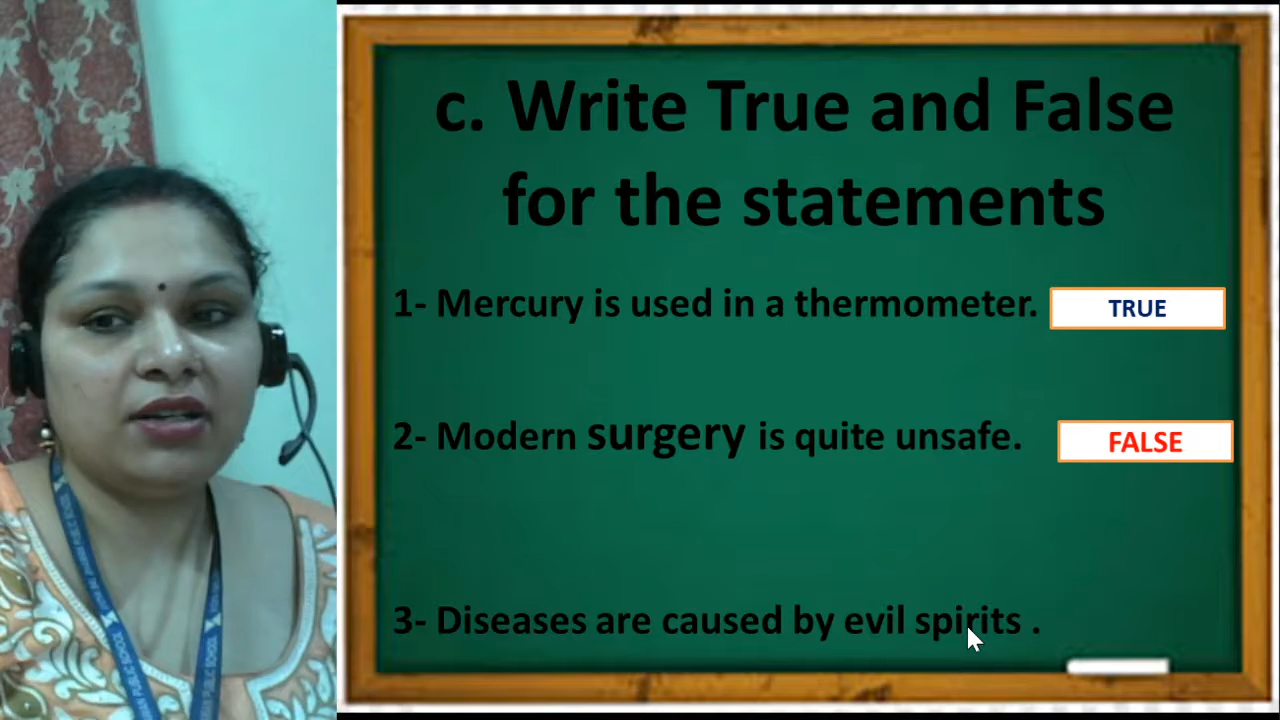 c. Write True and False
for the statements
1- Mercury is used in a thermometer. TRUE
2- Modern surgery is quite unsafe. FALSE
3- Diseases are caused by evil spirits .